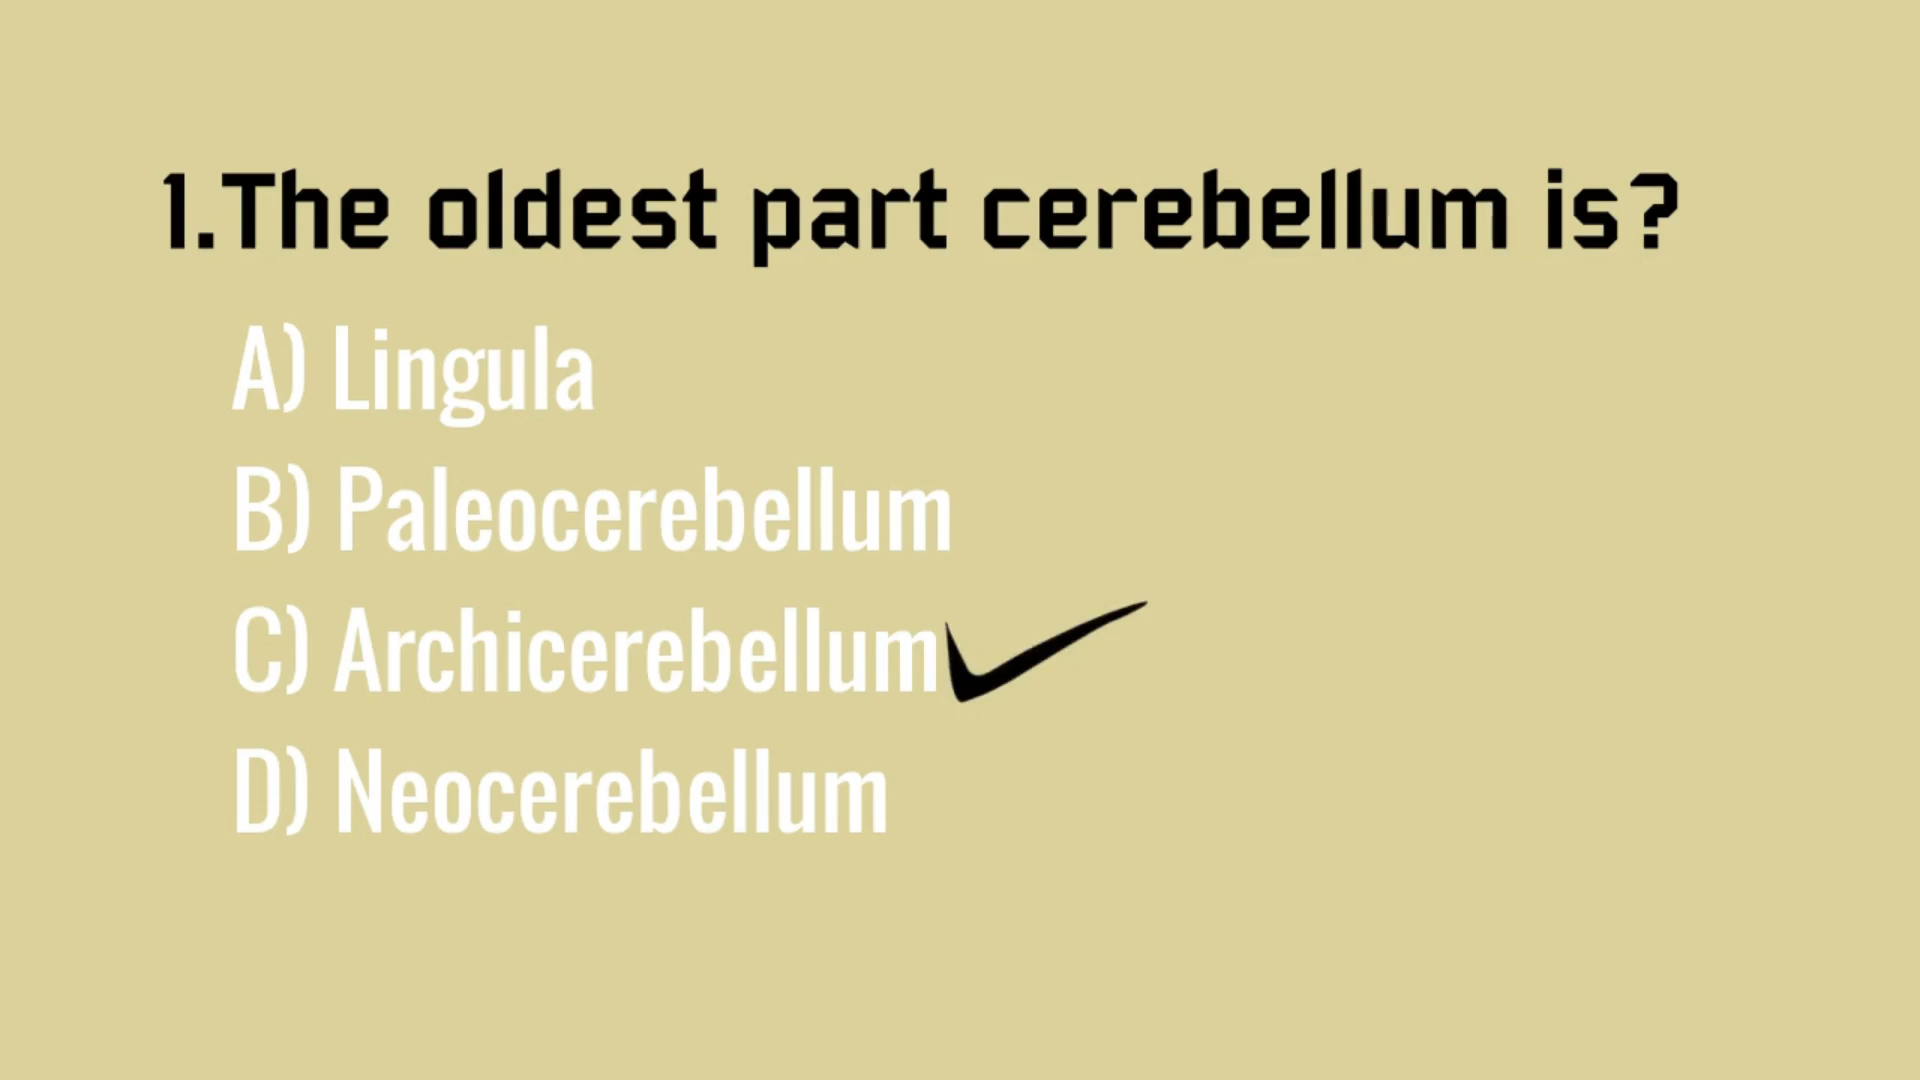 1.The oldest part cerebellum is?
A) Lingula
B) Paleocerebellum
C) Archicerebellum
D) Neocerebellum